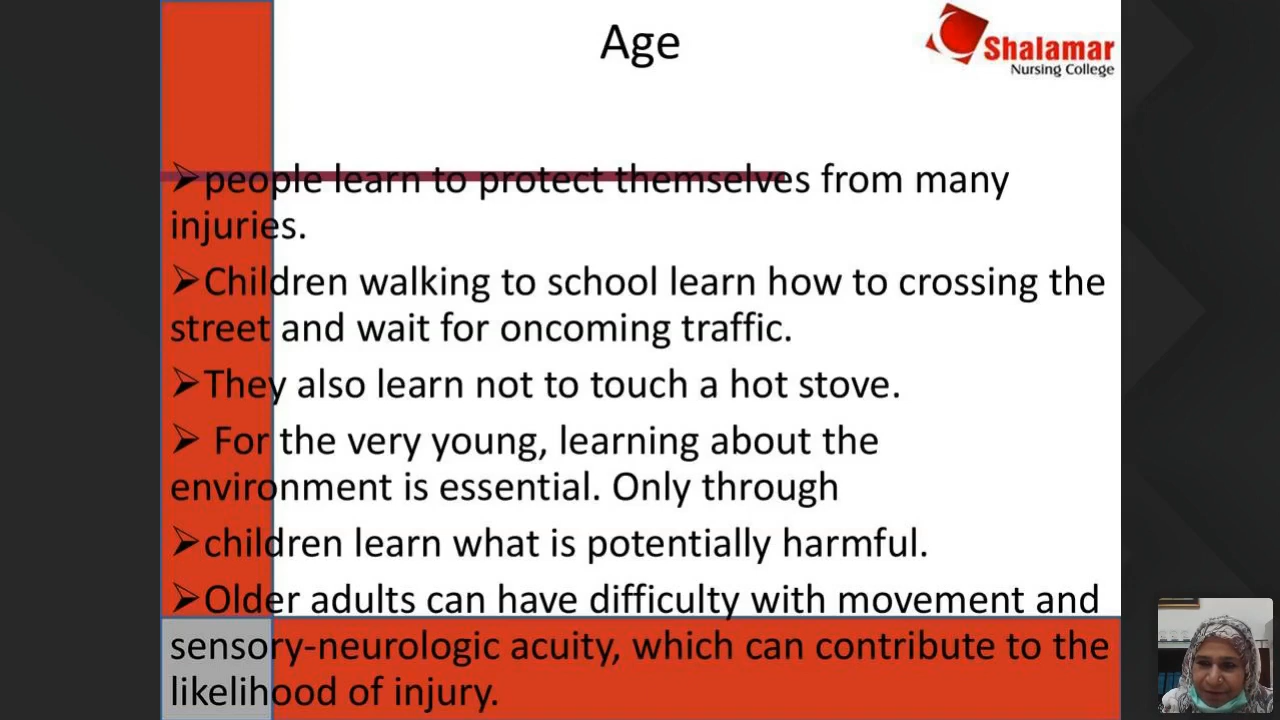 Age
Shalamar
Nursing College
➢people learn to protect themselves from many
injuries.
➢Children walking to school learn how to crossing the
street and wait for oncoming traffic.
➢They also learn not to touch a hot stove.
➢ For the very young, learning about the
environment is essential. Only through
➢children learn what is potentially harmful.
➢Older adults can have difficulty with movement and
sensory-neurologic acuity, which can contribute to the
likelihood of injury.